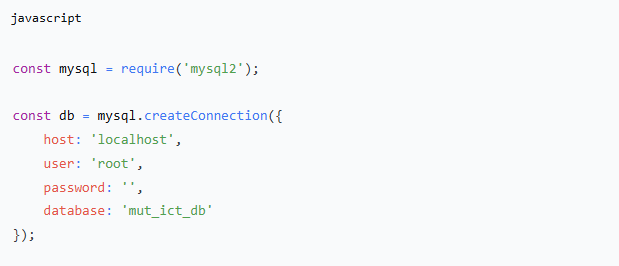 javascript
const mysql = require('mysql2');
const db = mysql.createConnection({
    host: 'localhost',
    user: 'root',
    password: '',
    database: 'mut_ict_db'
});